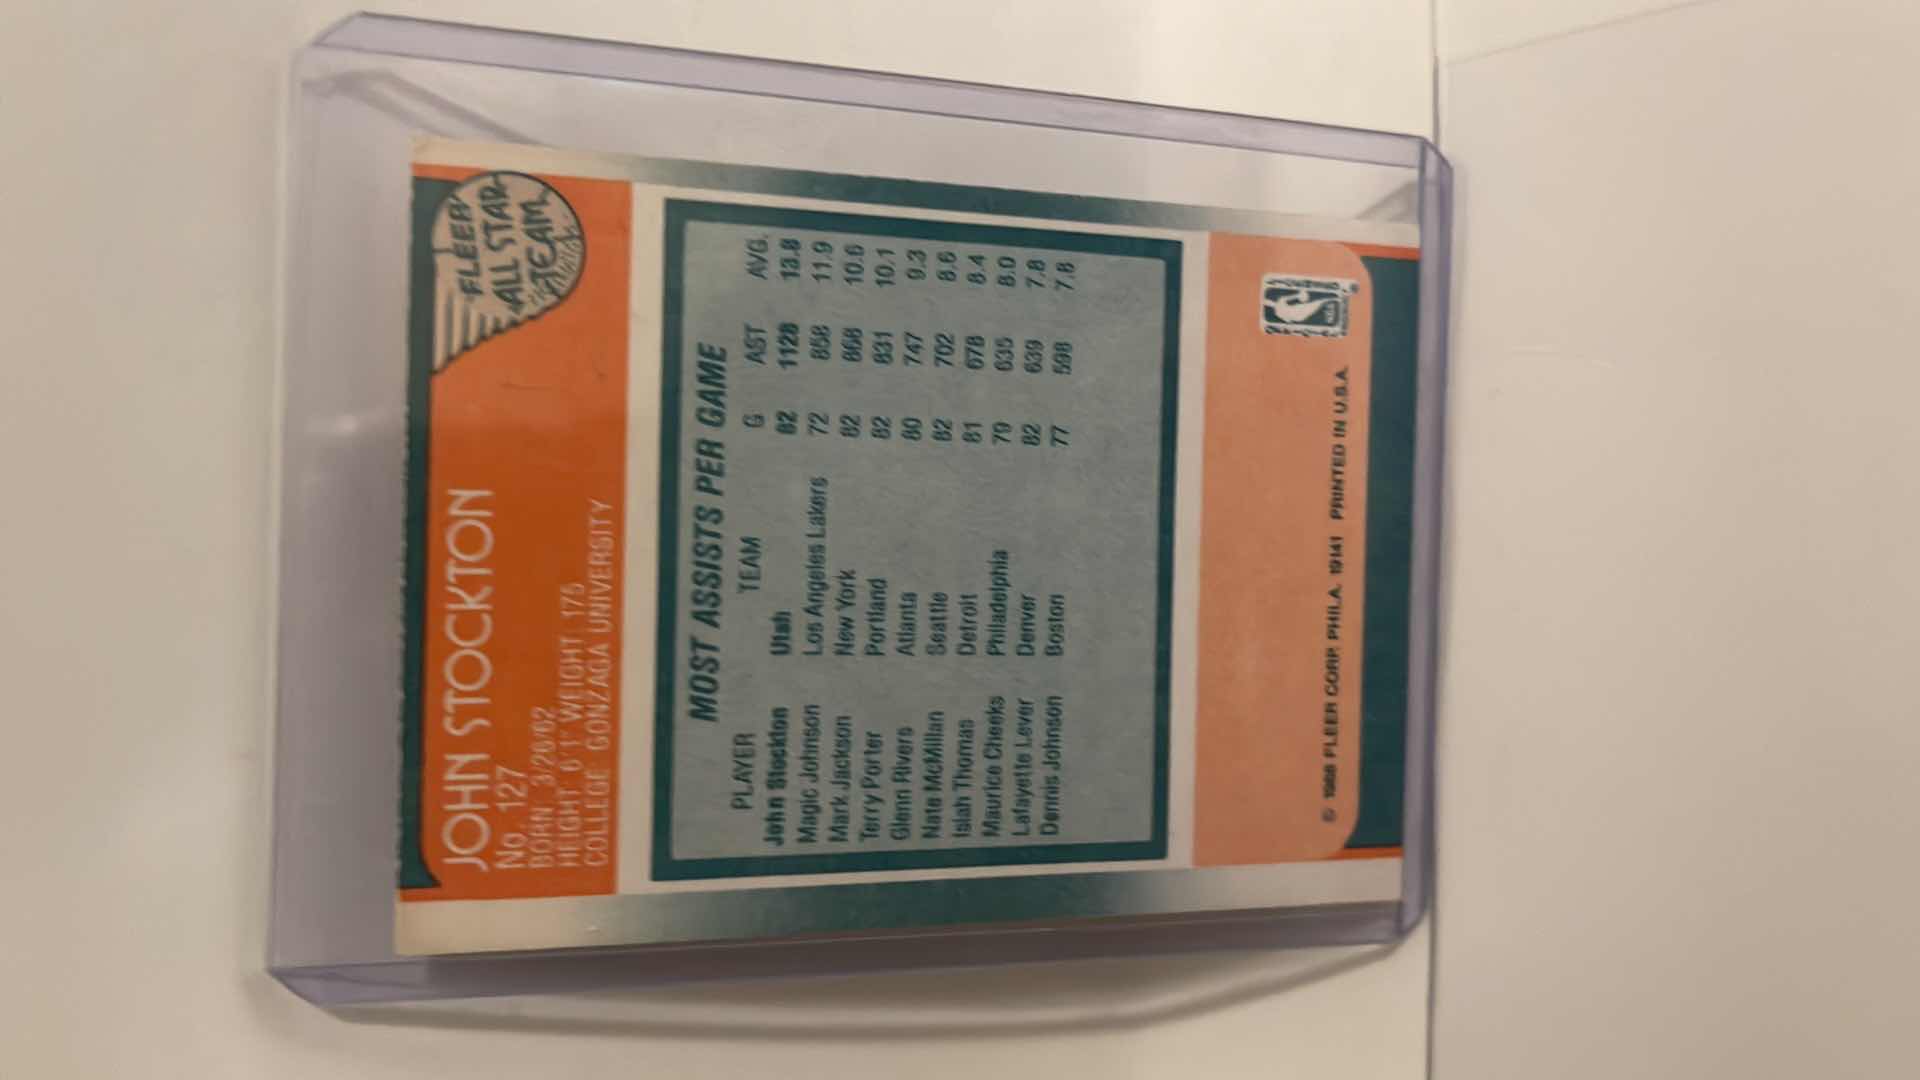 JOHN STOCKTON
No. 127
BORN: 3/26/62
HEIGHT 6'1" WEIGHT 175
COLLEGE: GONZAGA UNIVERSITY
FLEER
ALL STAR
TEAM
MOST ASSISTS PER GAME
PLAYER TEAM G AST AVG.
John Stockton Utah 82 1128 13.8
Magic Johnson Los Angeles Lakers 72 858 11.9
Mark Jackson New York 82 868 10.6
Terry Porter Portland 82 831 10.1
Glenn Rivers Atlanta 80 747 9.3
Nate McMillan Seattle 82 702 8.6
Isiah Thomas Detroit 81 678 8.4
Maurice Cheeks Philadelphia 79 635 8.0
Lafayette Lever Denver 82 639 7.8
Dennis Johnson Boston 77 598 7.8
© 1988 FLEER CORP. PHILA. 19141 PRINTED IN U.S.A.
NBA